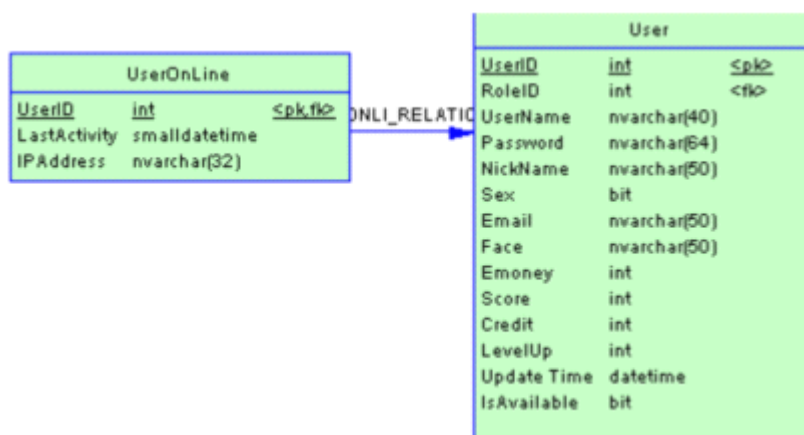 UserOnLine
UserID int <pk,fk>
LastActivity smalldatetime
IPAddress nvarchar(32)
ONLI_RELATIO
User
UserID int <pk>
RoleID int <fk>
UserName nvarchar(40)
Password nvarchar(64)
NickName nvarchar(50)
Sex bit
Email nvarchar(50)
Face nvarchar(50)
Emoney int
Score int
Credit int
LevelUp int
Update Time datetime
IsAvailable bit